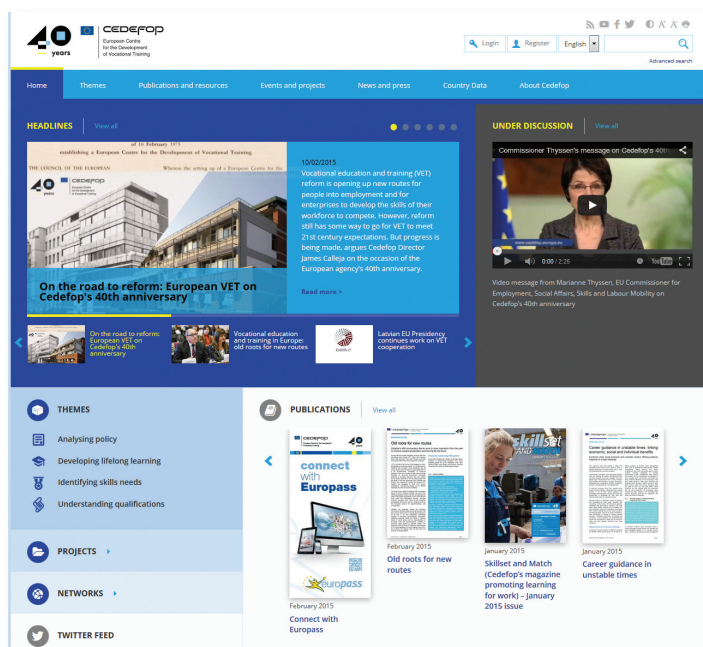 40
years
CEDEFOP
European Centre
for the Development
of Vocational Training
Login
Register
English
Advanced search
Home
Themes
Publications and resources
Events and projects
News and press
Country Data
About Cedefop
HEADLINES
View all
of 10 February 1975
establishing a European Centre for the Development of Vocational Training
THE COUNCIL OF THE EUROPEAN
Whereas the setting up of a European Centre for the
40
years
CEDEFOP
On the road to reform: European VET on
Cedefop's 40th anniversary
10/02/2015
Vocational education and training (VET)
reform is opening up new routes for
people into employment and for
enterprises to develop the skills of their
workforce to compete. However, reform
still has some way to go for VET to meet
21st century expectations. But progress is
being made, argues Cedefop Director
James Calleja on the occasion of the
European agency's 40th anniversary.
Read more >
On the road to reform:
European VET on
Cedefop's 40th
anniversary
Vocational education
and training in Europe:
old roots for new routes
Latvian EU Presidency
continues work on VET
cooperation
UNDER DISCUSSION
View all
Commissioner Thyssen's message on Cedefop's 40th
www.cedefop.europa.eu
0:00 / 2:25
YouTube
Video message from Marianne Thyssen, EU Commissioner for
Employment, Social Affairs, Skills and Labour Mobility on
Cedefop's 40th anniversary
THEMES
Analysing policy
Developing lifelong learning
Identifying skills needs
Understanding qualifications
PROJECTS
NETWORKS
TWITTER FEED
PUBLICATIONS
View all
CEDEFOP
40
connect
with
Europass
europass
February 2015
Connect with
Europass
Old roots for new routes
February 2015
Old roots for new
routes
skillset
AND
January 2015
Skillset and Match
(Cedefop's magazine
promoting learning
for work) – January
2015 issue
Career guidance in unstable times, linking
economic, social and individual benefits
January 2015
Career guidance in
unstable times